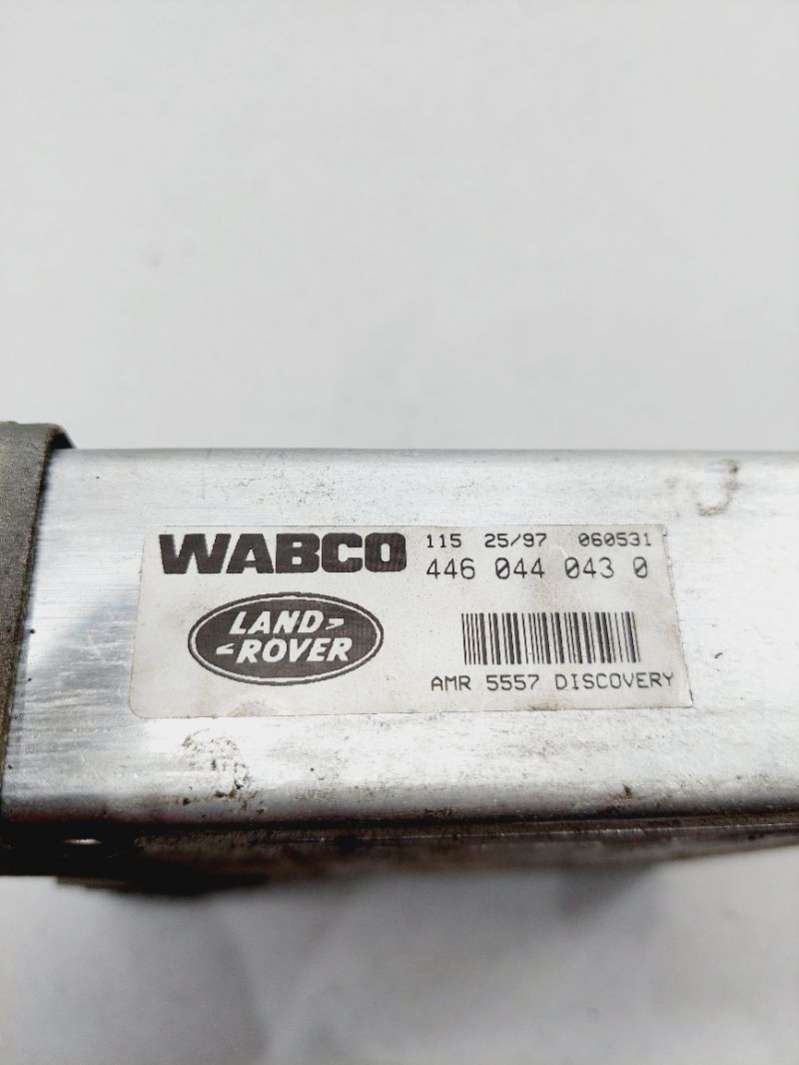 WABCO 115 25/97 060531
446 044 043 0
LAND
ROVER
AMR 5557 DISCOVERY